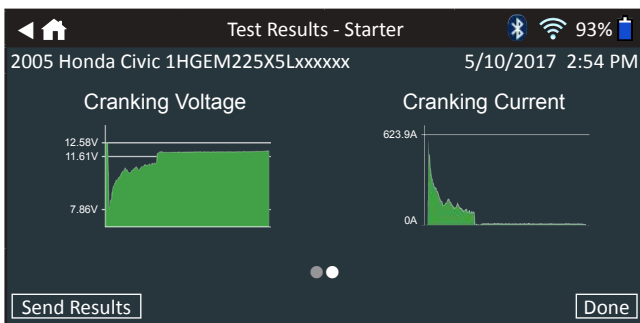 Test Results - Starter 93%
2005 Honda Civic 1HGEM225X5Lxxxxxx 5/10/2017 2:54 PM
Cranking Voltage Cranking Current
12.58V
11.61V
7.86V
623.9A
0A
Send Results Done